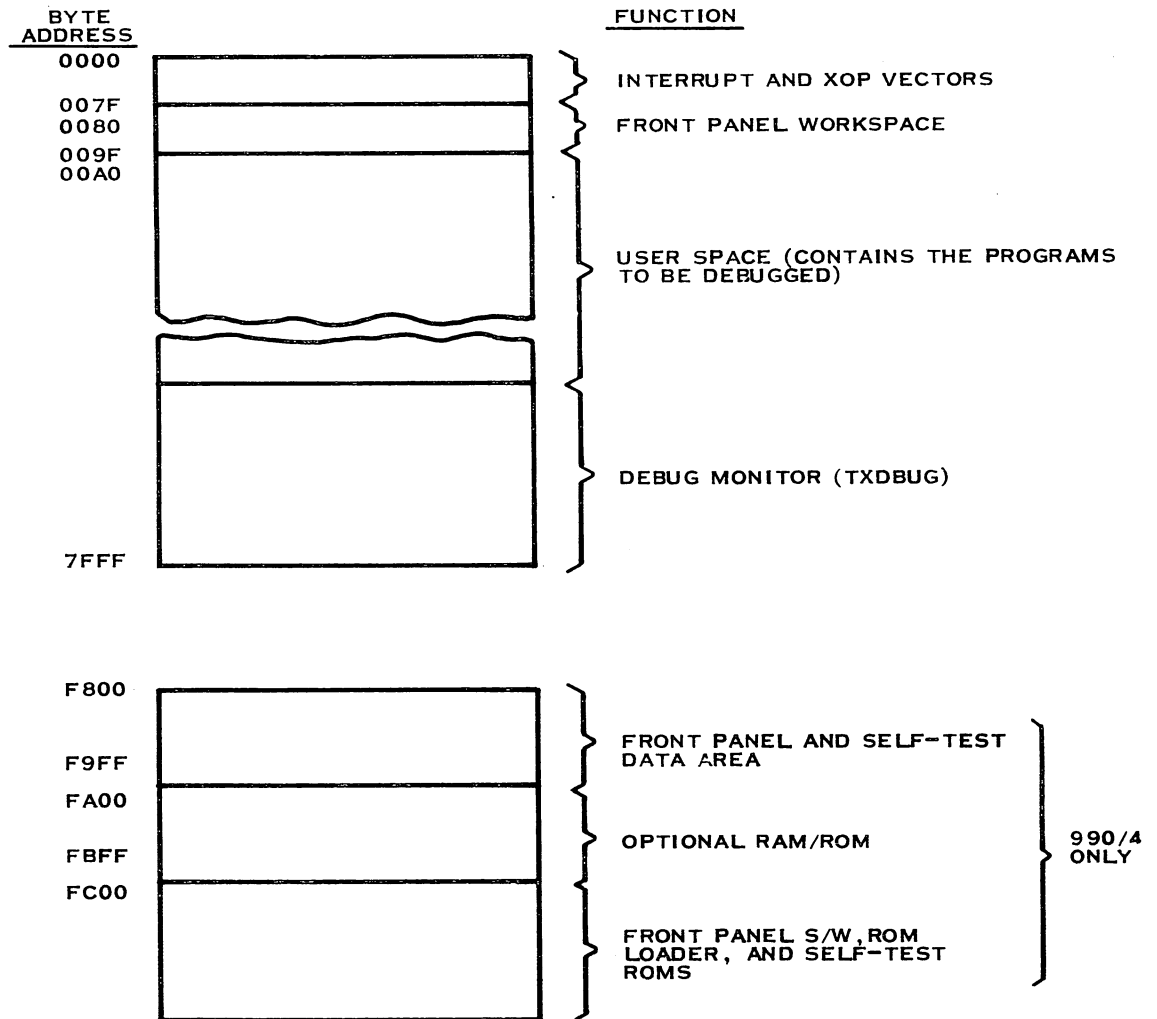 BYTE
ADDRESS
FUNCTION
0000
INTERRUPT AND XOP VECTORS
007F
0080
FRONT PANEL WORKSPACE
009F
00A0
USER SPACE (CONTAINS THE PROGRAMS
TO BE DEBUGGED)
DEBUG MONITOR (TXDBUG)
7FFF
F800
FRONT PANEL AND SELF-TEST
DATA AREA
F9FF
FA00
OPTIONAL RAM/ROM
FBFF
FC00
990/4
ONLY
FRONT PANEL S/W, ROM
LOADER, AND SELF-TEST
ROMS